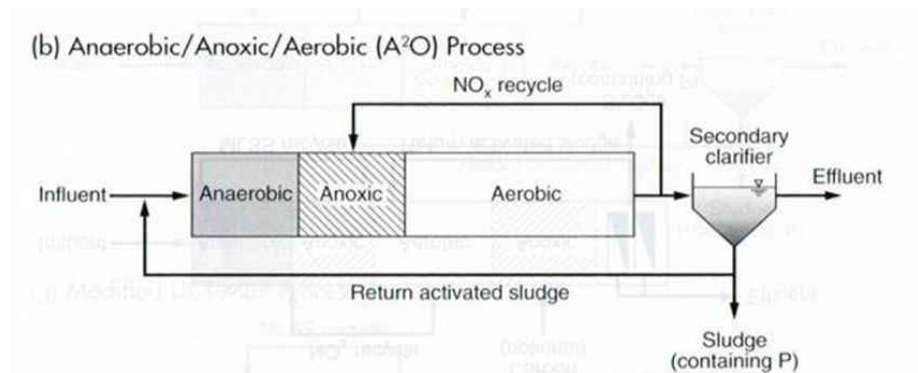 (b) Anaerobic/Anoxic/Aerobic (A²O) Process
NOₓ recycle
Secondary
clarifier
Influent
Anaerobic
Anoxic
Aerobic
Effluent
Return activated sludge
Sludge
(containing P)